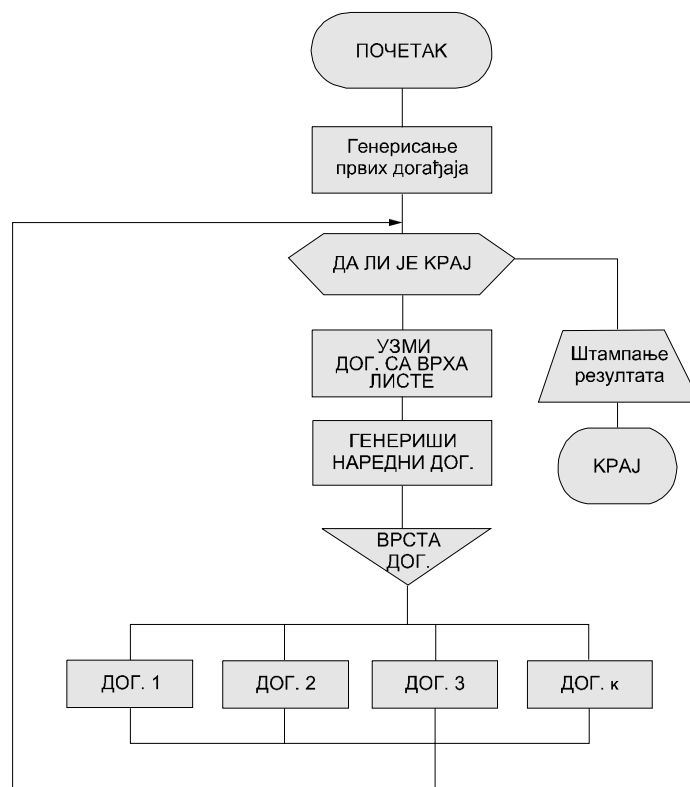 ПОЧЕТАК
Генерисање
првих догађаја
ДА ЛИ ЈЕ КРАЈ
УЗМИ
ДОГ. СА ВРХА
ЛИСТЕ
Штампање
резултата
ГЕНЕРИШИ
НАРЕДНИ ДОГ.
КРАЈ
ВРСТА
ДОГ.
ДОГ. 1
ДОГ. 2
ДОГ. 3
ДОГ. к